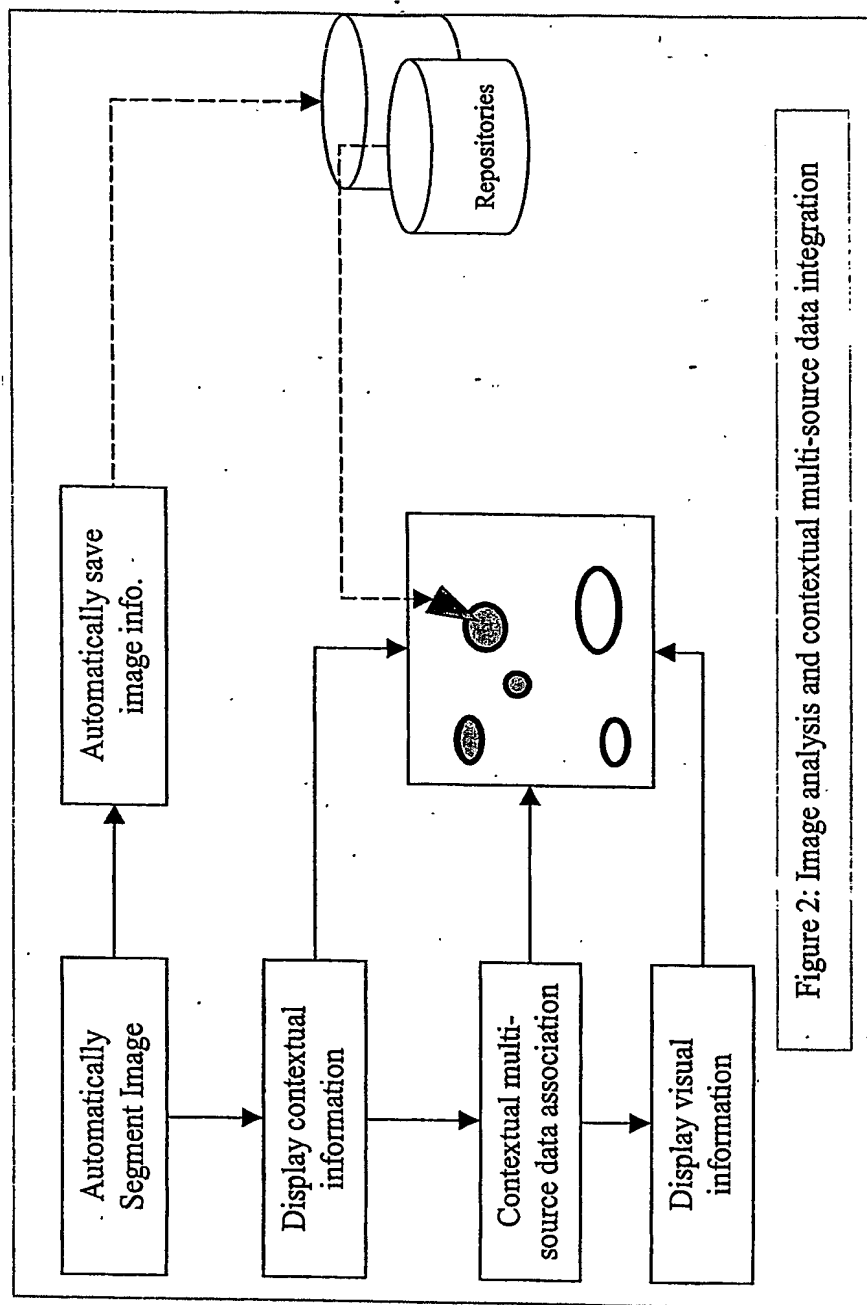 Automatically
Segment Image
Automatically save
image info.
Display contextual
information
Contextual multi-
source data association
Display visual
information
Repositories
Figure 2: Image analysis and contextual multi-source data integration